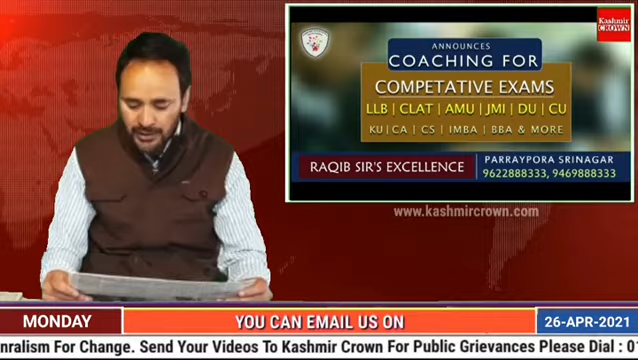 Kashmir
CROWN
ANNOUNCES
COACHING FOR
COMPETATIVE EXAMS
LLB | CLAT | AMU | JMI | DU | CU
KU | CA | CS | IMBA | BBA & MORE
RAQIB SIR'S EXCELLENCE
PARRAYPORA SRINAGAR
9622888333, 9469888333
www.kashmircrown.com
MONDAY
YOU CAN EMAIL US ON
26-APR-2021
nralism For Change. Send Your Videos To Kashmir Crown For Public Grievances Please Dial : 01